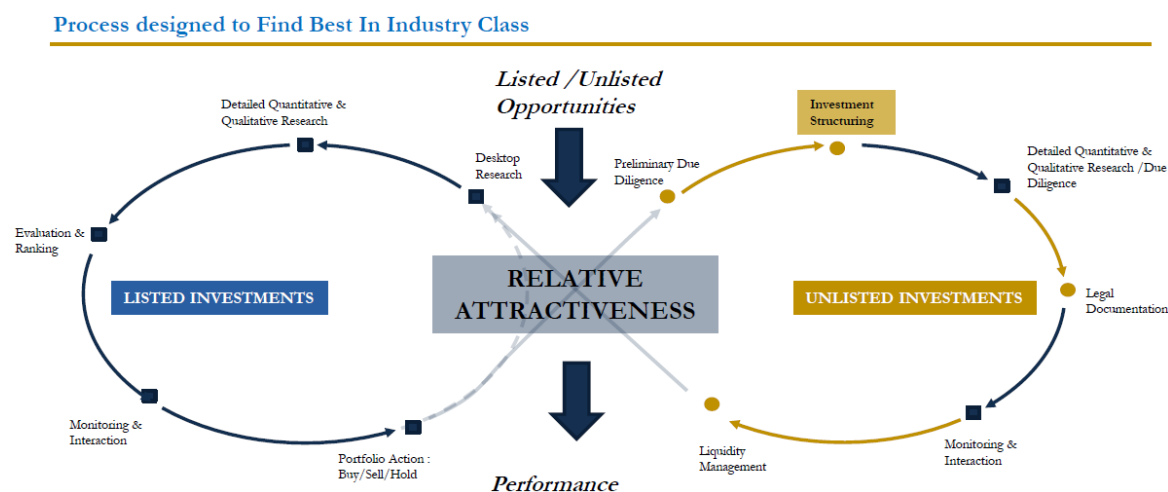 Process designed to Find Best In Industry Class
Listed /Unlisted
Opportunities
Detailed Quantitative &
Qualitative Research
Desktop
Research
Evaluation &
Ranking
LISTED INVESTMENTS
Monitoring &
Interaction
Portfolio Action :
Buy/Sell/Hold
RELATIVE
ATTRACTIVENESS
Preliminary Due
Diligence
Investment
Structuring
Detailed Quantitative &
Qualitative Research /Due
Diligence
UNLISTED INVESTMENTS
Legal
Documentation
Monitoring &
Interaction
Liquidity
Management
Performance